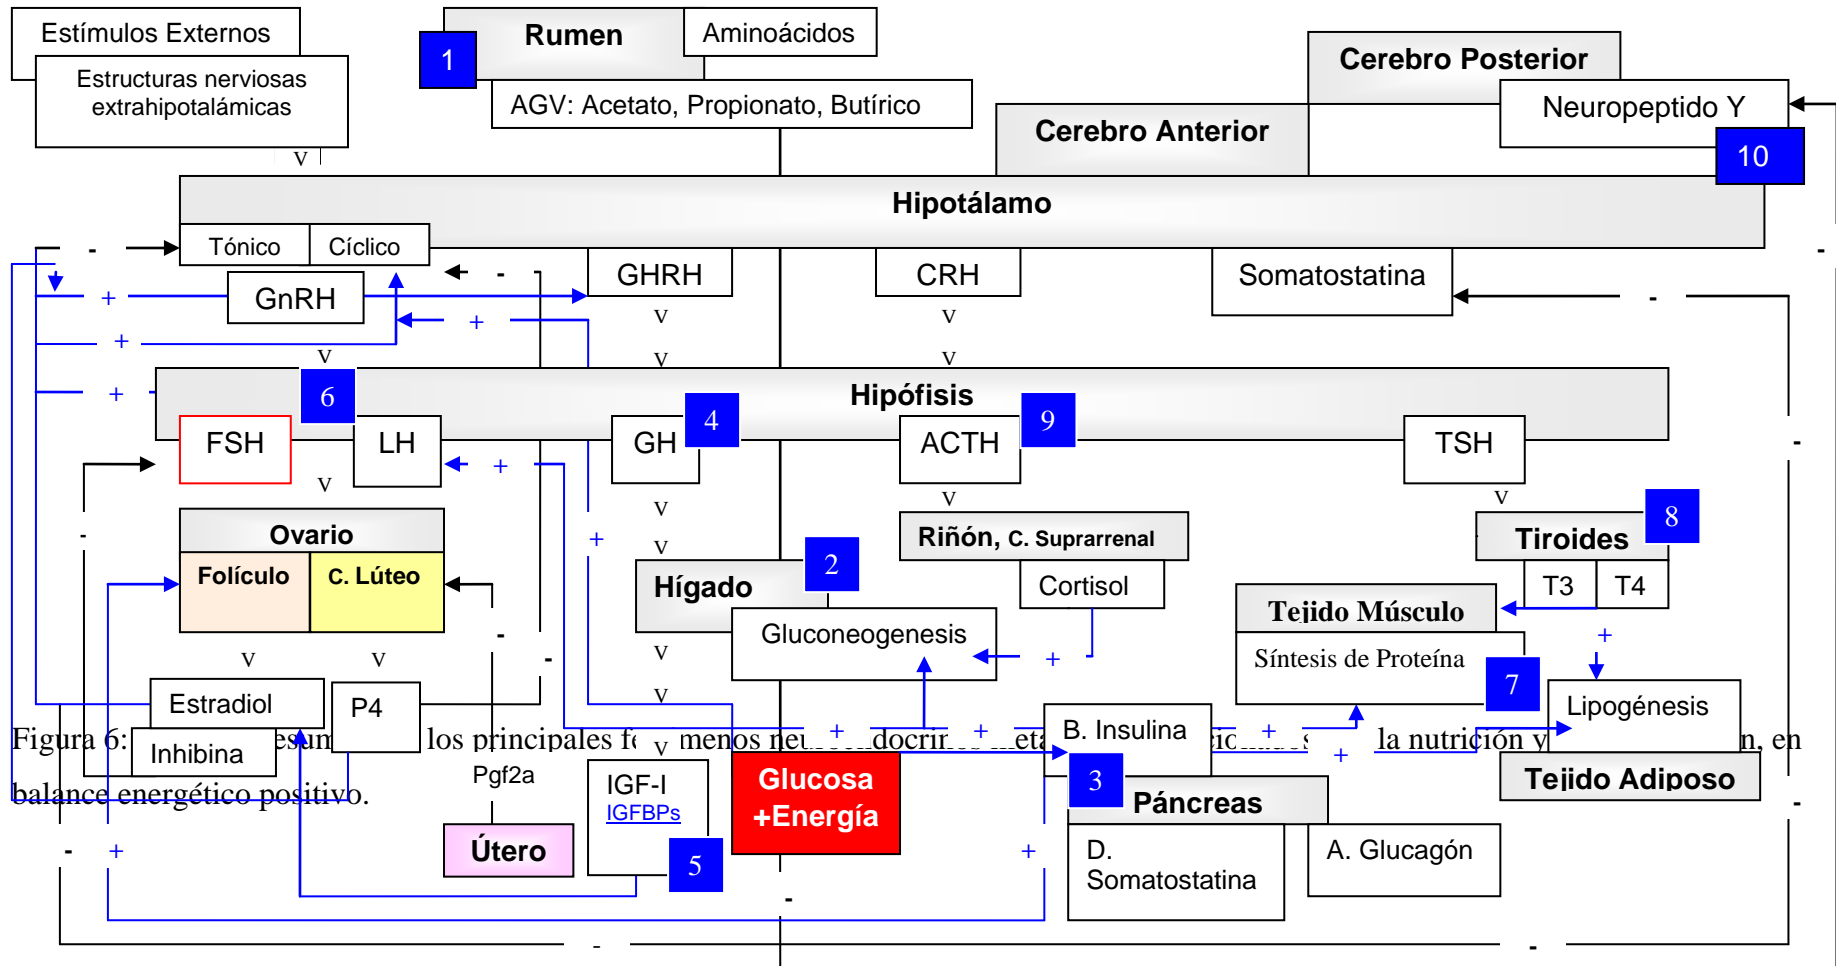 Estímulos Externos
Estructuras nerviosas
extrahipotalámicas
v
1
Rumen
Aminoácidos
AGV: Acetato, Propionato, Butírico
Cerebro Posterior
Neuropeptido Y
Cerebro Anterior
10
Hipotálamo
Tónico
Cíclico
GnRH
GHRH
CRH
Somatostatina
-
-
-
-
+
+
+
+
v
v
v
v
v
Hipófisis
6
4
9
FSH
LH
GH
ACTH
TSH
+
-
v
v
v
v
v
Ovario
Folículo
C. Lúteo
-
+
Hígado
2
Gluconeogenesis
Riñón, C. Suprarrenal
Cortisol
+
Tiroides
8
T3
T4
+
Tejido Músculo
Síntesis de Proteína
7
-
-
v
v
v
v
v
Estradiol
Inhibina
P4
Lipogénesis
Tejido Adiposo
+
+
+
+
B. Insulina
Figura 6:
los principales
menos neuroendocrinos
la nutrición y
n, en
balance energético positivo.
Pgf2a
Útero
IGF-I
IGFBPs
5
Glucosa
+Energía
3
Páncreas
D.
Somatostatina
A. Glucagón
-
+
+
-
-
-
-